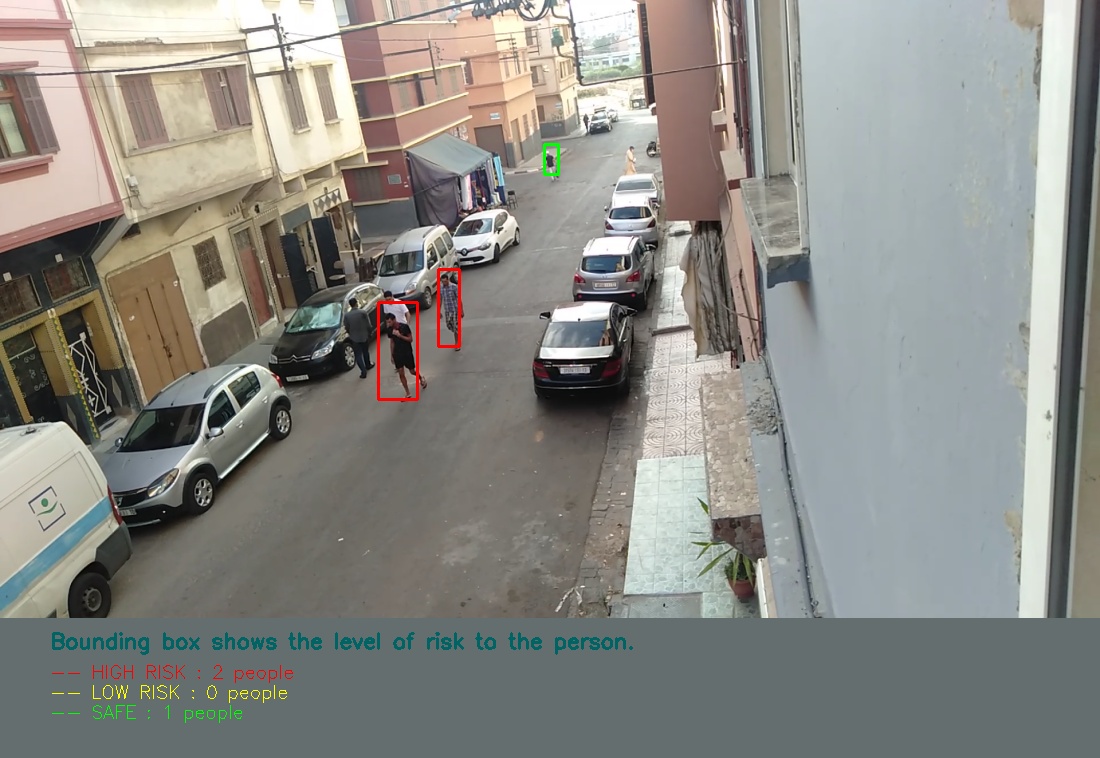 Bounding box shows the level of risk to the person.
-- HIGH RISK : 2 people
-- LOW RISK : 0 people
-- SAFE : 1 people